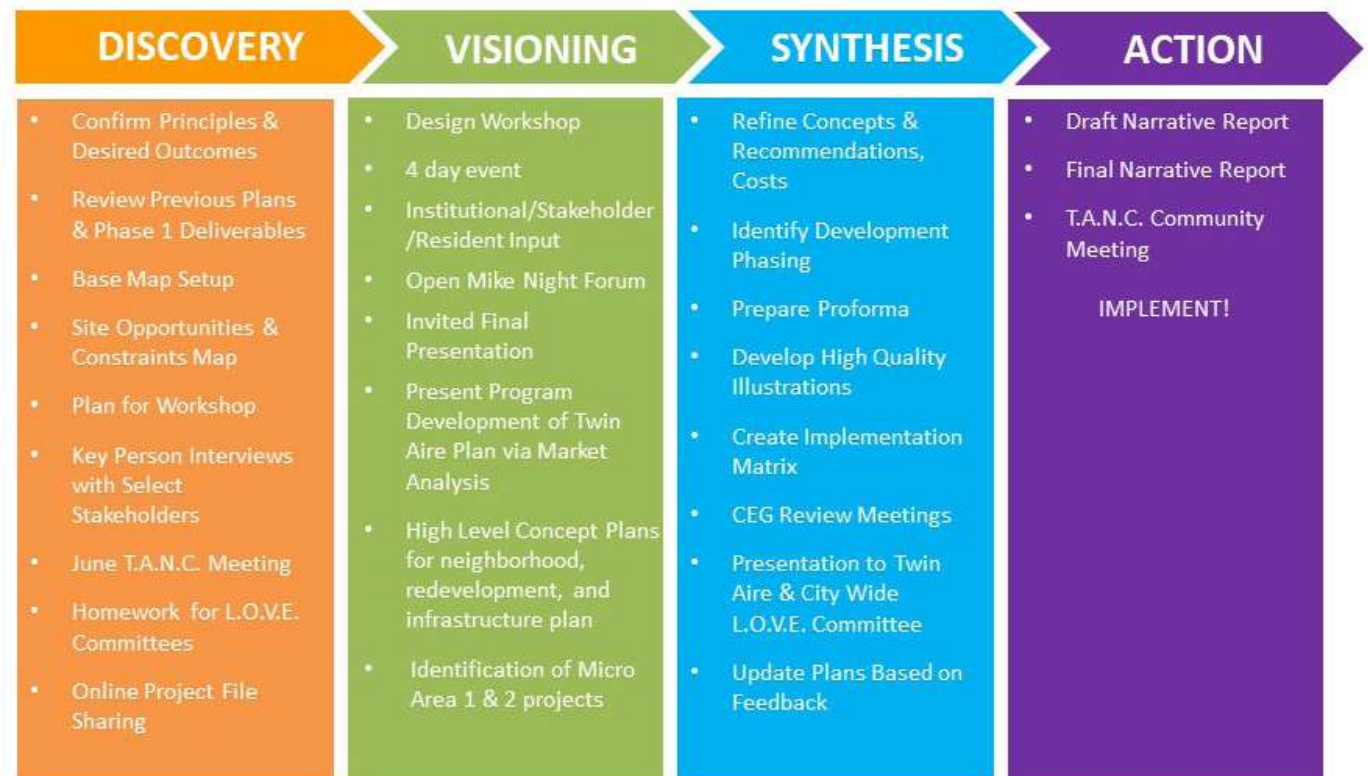 DISCOVERY
• Confirm Principles &
Desired Outcomes
• Review Previous Plans
& Phase 1 Deliverables
• Base Map Setup
• Site Opportunities &
Constraints Map
• Plan for Workshop
• Key Person Interviews
with Select
Stakeholders
• June T.A.N.C. Meeting
• Homework for L.O.V.E.
Committees
• Online Project File
Sharing
VISIONING
• Design Workshop
• 4 day event
• Institutional/Stakeholder
/Resident Input
• Open Mike Night Forum
• Invited Final
Presentation
• Present Program
Development of Twin
Aire Plan via Market
Analysis
• High Level Concept Plans
for neighborhood,
redevelopment, and
infrastructure plan
• Identification of Micro
Area 1 & 2 projects
SYNTHESIS
• Refine Concepts &
Recommendations,
Costs
• Identify Development
Phasing
• Prepare Proforma
• Develop High Quality
Illustrations
• Create Implementation
Matrix
• CEG Review Meetings
• Presentation to Twin
Aire & City Wide
L.O.V.E. Committee
• Update Plans Based on
Feedback
ACTION
• Draft Narrative Report
• Final Narrative Report
• T.A.N.C. Community
Meeting
IMPLEMENT!